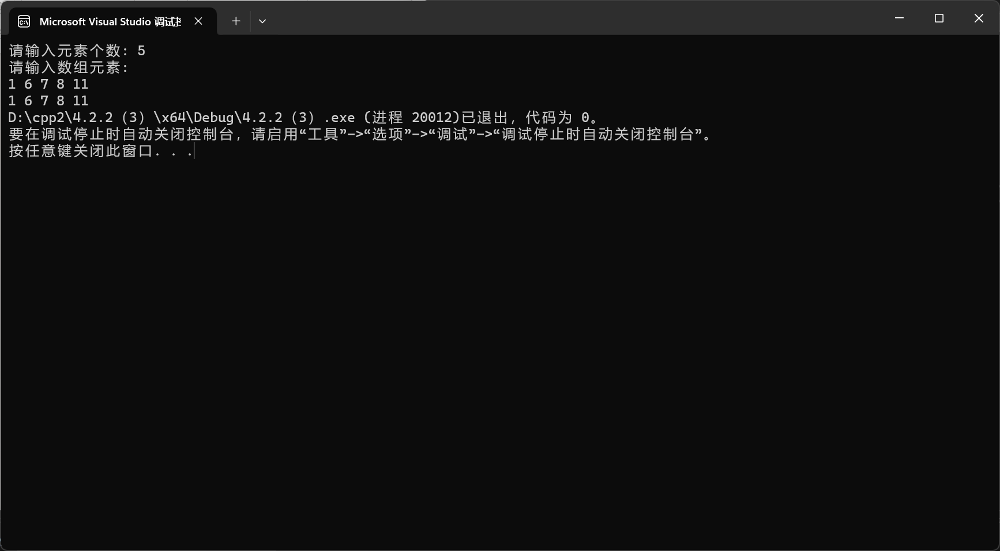 Microsoft Visual Studio 调试
请输入元素个数: 5
请输入数组元素:
1 6 7 8 11
1 6 7 8 11
D:\cpp2\4.2.2（3）\x64\Debug\4.2.2（3）.exe (进程 20012)已退出，代码为 0。
要在调试停止时自动关闭控制台，请启用“工具”->“选项”->“调试”->“调试停止时自动关闭控制台”。
按任意键关闭此窗口. . .